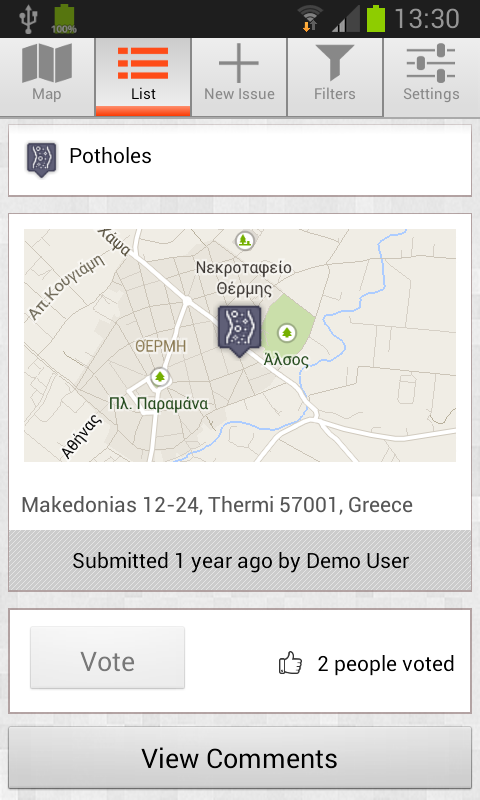 100%
13:30
Map
List
New Issue
Filters
Settings
Potholes
Χάψα
Απ.Κουγιάμη
Νεκροταφείο
Θέρμης
ΘΕΡΜΗ
Άλσος
Πλ. Παραμάνα
Αθήνας
Makedonias 12-24, Thermi 57001, Greece
Submitted 1 year ago by Demo User
Vote
2 people voted
View Comments